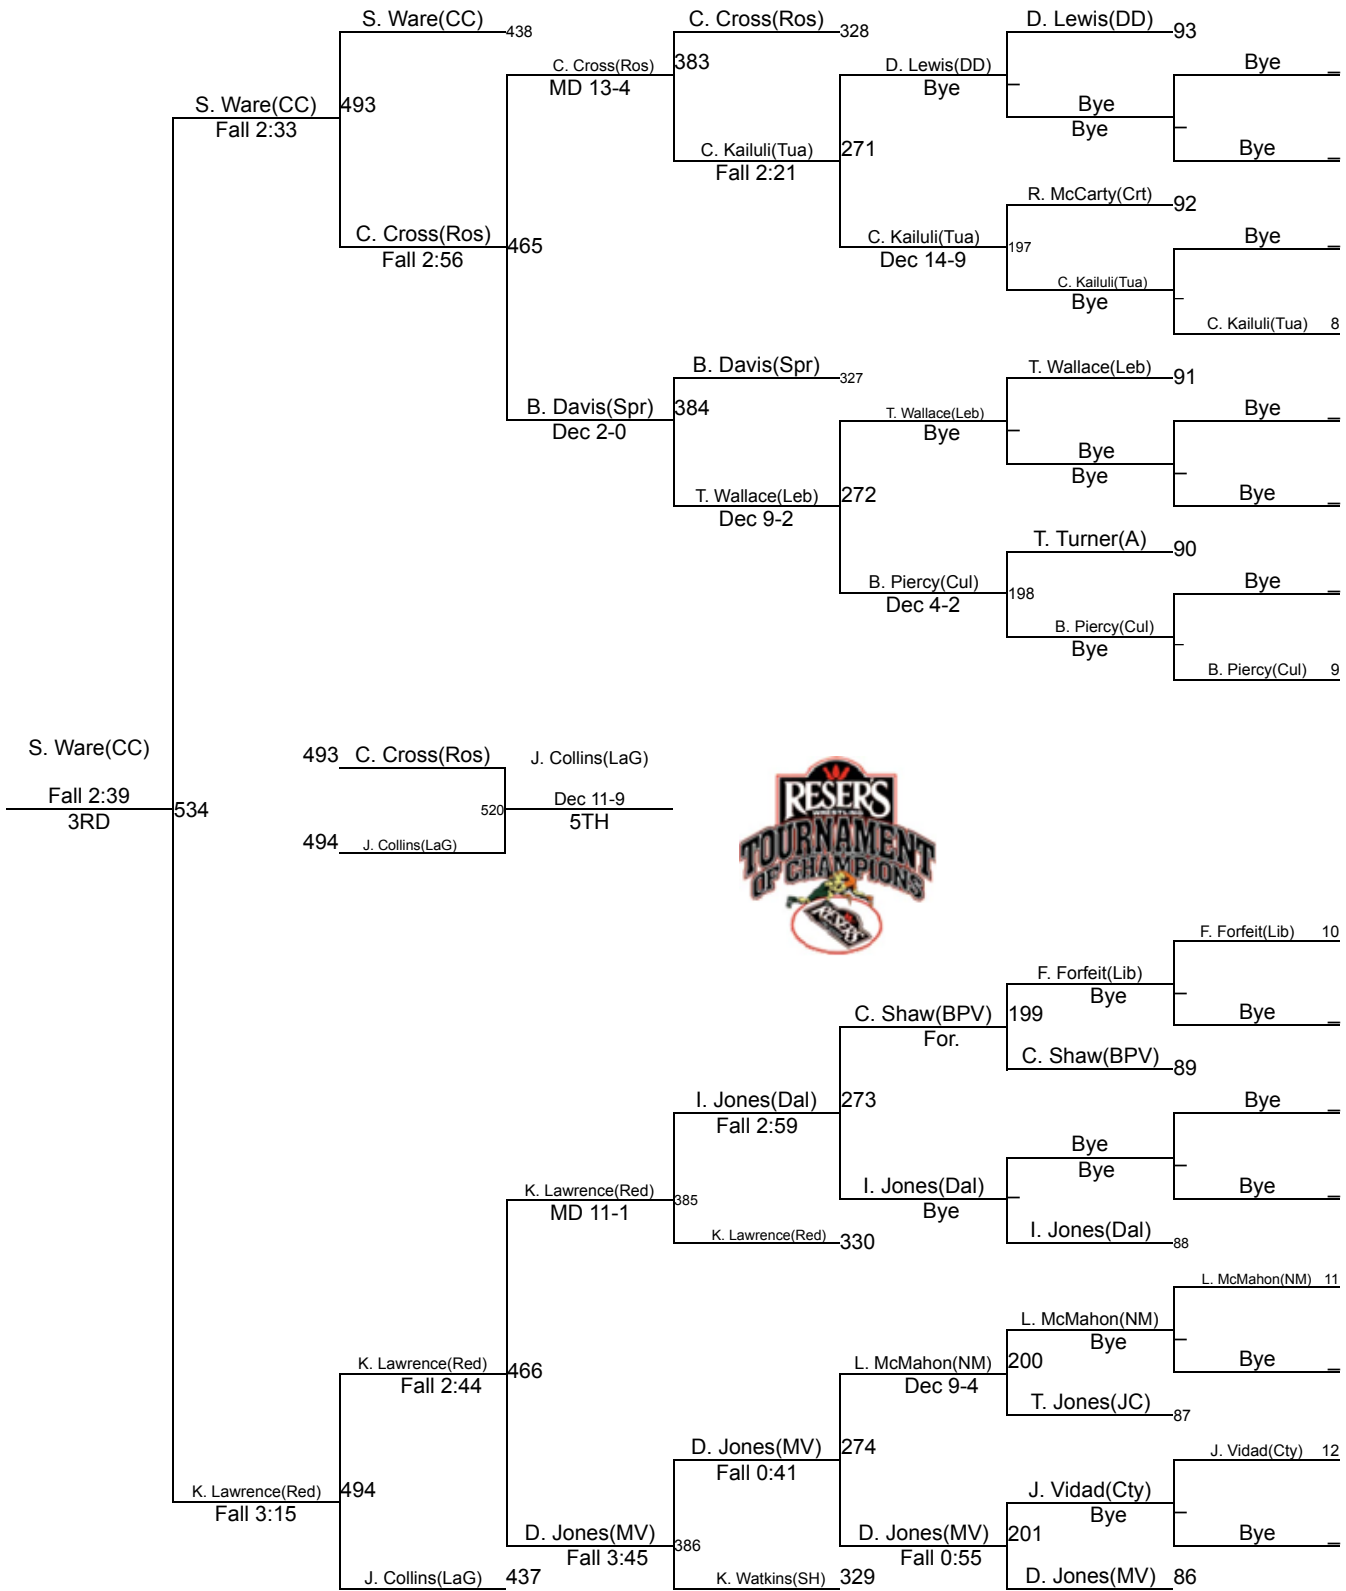 S. Ware(CC) 438 C. Cross(Ros) 328 D. Lewis(DD) 93
C. Cross(Ros) 383 D. Lewis(DD) Bye _
MD 13-4 Bye _
S. Ware(CC) 493 Bye
Fall 2:33 Bye _
C. Kailuli(Tua) 271 Bye _
Fall 2:21
R. McCarty(Crt) 92
C. Cross(Ros) 465 C. Kailuli(Tua) 197 Bye _
Fall 2:56 Dec 14-9
C. Kailuli(Tua)
Bye _
C. Kailuli(Tua) 8
B. Davis(Spr) 327 T. Wallace(Leb) 91
B. Davis(Spr) 384 T. Wallace(Leb) Bye _
Dec 2-0 Bye _
Bye
Bye _
T. Wallace(Leb) 272 Bye _
Dec 9-2
T. Turner(A) 90
B. Piercy(Cul) 198 Bye _
Dec 4-2
B. Piercy(Cul)
Bye _
B. Piercy(Cul) 9
S. Ware(CC) 493 C. Cross(Ros) J. Collins(LaG)
Fall 2:39 534 520 Dec 11-9
3RD 5TH
494 J. Collins(LaG)
RESER'S
WRESTLING
TOURNAMENT
OF CHAMPIONS
RESER'S
F. Forfeit(Lib) 10
F. Forfeit(Lib)
Bye _
C. Shaw(BPV) 199 Bye _
For.
C. Shaw(BPV) 89
I. Jones(Dal) 273 Bye _
Fall 2:59
Bye
Bye _
K. Lawrence(Red) 385 I. Jones(Dal) _ Bye _
MD 11-1 Bye
K. Lawrence(Red) 330 I. Jones(Dal) 88
L. McMahon(NM) 11
L. McMahon(NM)
Bye _
K. Lawrence(Red) 466 L. McMahon(NM) 200 Bye _
Fall 2:44 Dec 9-4
T. Jones(JC) 87
D. Jones(MV) 274 J. Vidad(Cty) 12
Fall 0:41
K. Lawrence(Red) 494 J. Vidad(Cty)
Fall 3:15 Bye _
D. Jones(MV) 386 D. Jones(MV) 201 Bye _
Fall 3:45 Fall 0:55
J. Collins(LaG) 437 K. Watkins(SH) 329 D. Jones(MV) 86